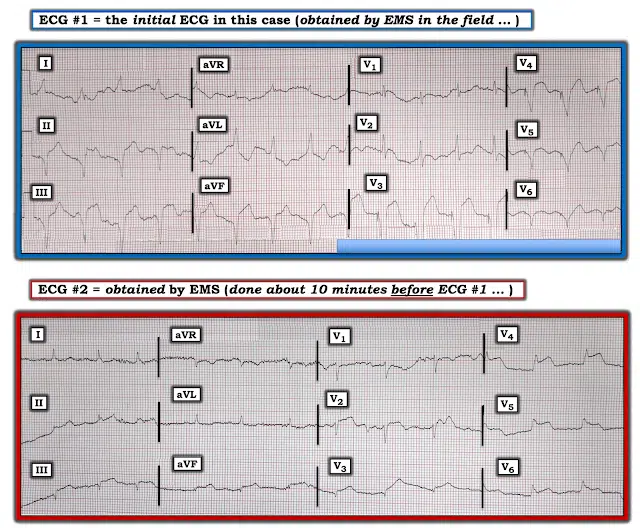 ECG #1 = the initial ECG in this case (obtained by EMS in the field ... )
I
aVR
V1
V4
II
aVL
V2
V5
III
aVF
V3
V6
ECG #2 = obtained by EMS (done about 10 minutes before ECG #1 ... )
I
aVR
V1
V4
II
aVL
V2
V5
III
aVF
V3
V6